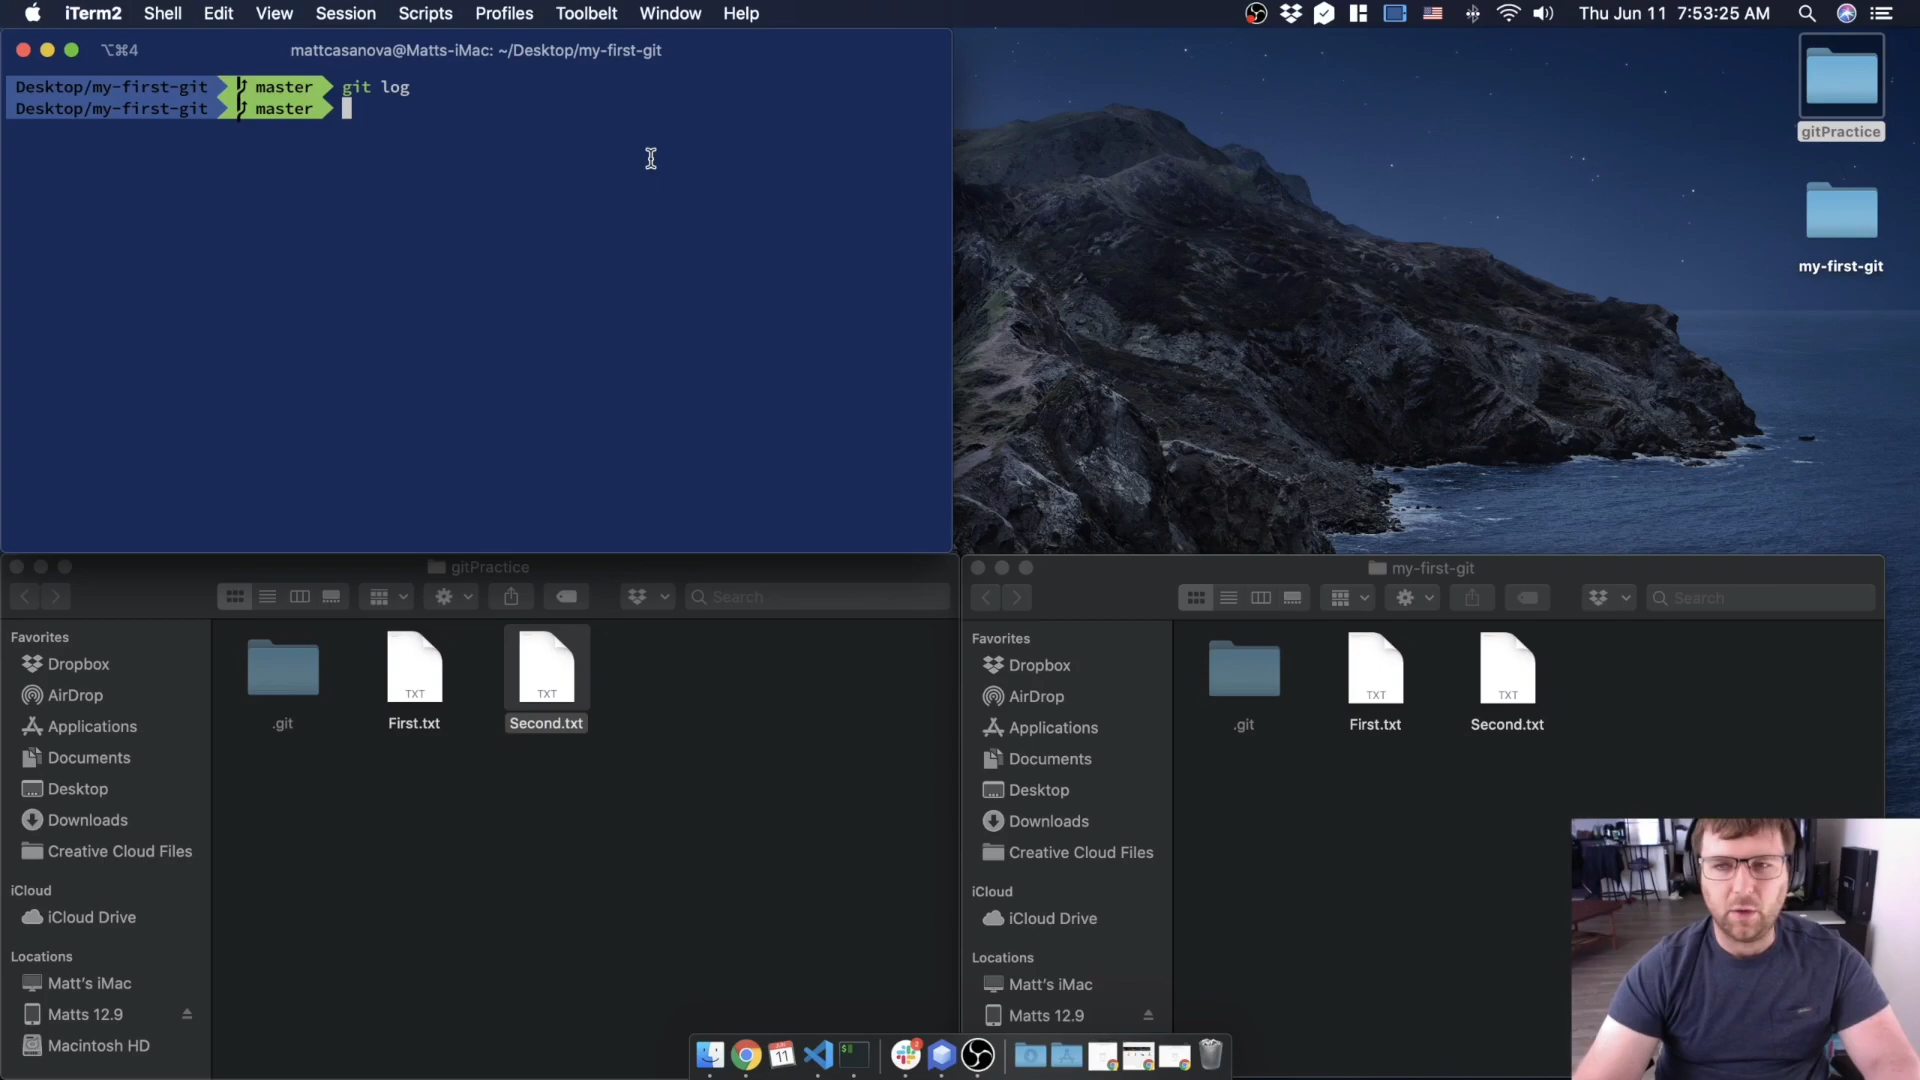 iTerm2 Shell Edit View Session Scripts Profiles Toolbelt Window Help Thu Jun 11 7:53:25 AM
⌥⌘4 mattcasanova@Matts-iMac: ~/Desktop/my-first-git
Desktop/my-first-git master git log
Desktop/my-first-git master
gitPractice
my-first-git
gitPractice
Search
Favorites
Dropbox
AirDrop
Applications
Documents
Desktop
Downloads
Creative Cloud Files
iCloud
iCloud Drive
Locations
Matt's iMac
Matts 12.9
Macintosh HD
TXT TXT
.git First.txt Second.txt
my-first-git
Search
Favorites
Dropbox
AirDrop
Applications
Documents
Desktop
Downloads
Creative Cloud Files
iCloud
iCloud Drive
Locations
Matt's iMac
Matts 12.9
TXT TXT
.git First.txt Second.txt
11 $ 2